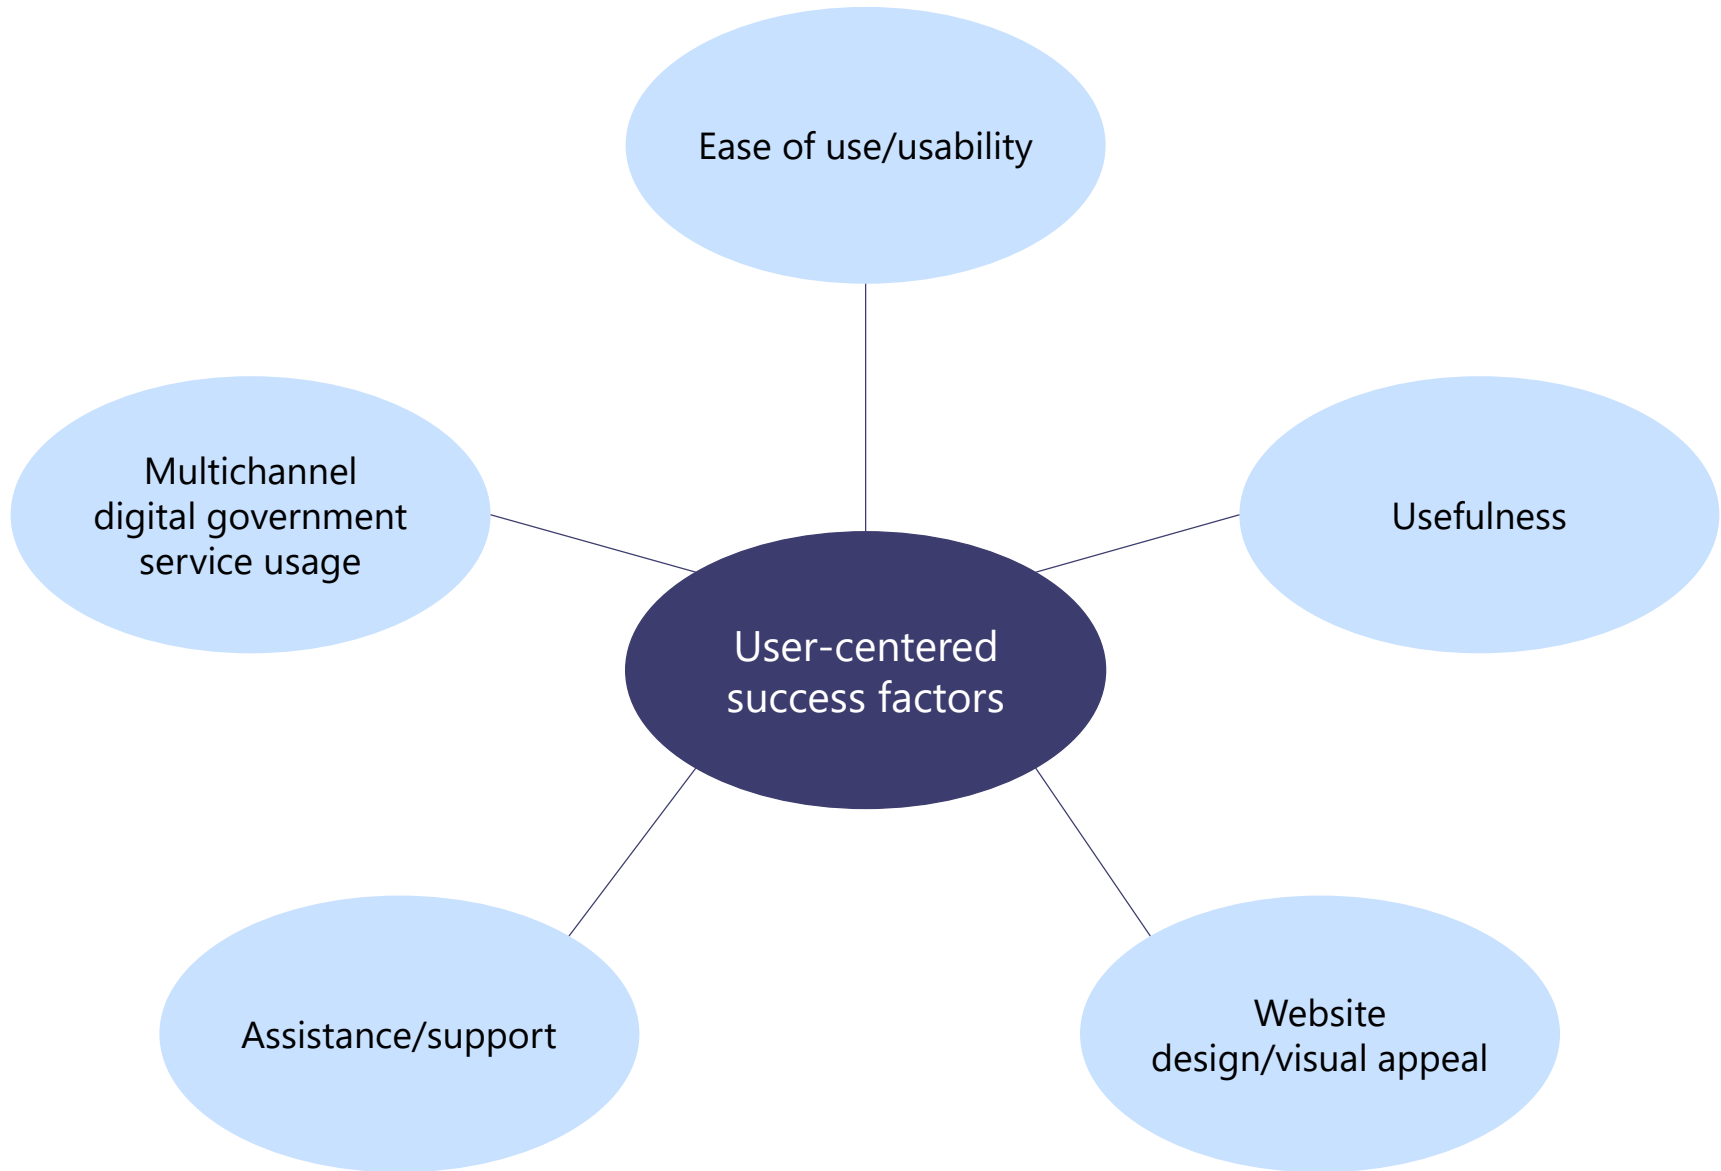 Ease of use/usability
Multichannel
digital government
service usage
Usefulness
User-centered
success factors
Assistance/support
Website
design/visual appeal